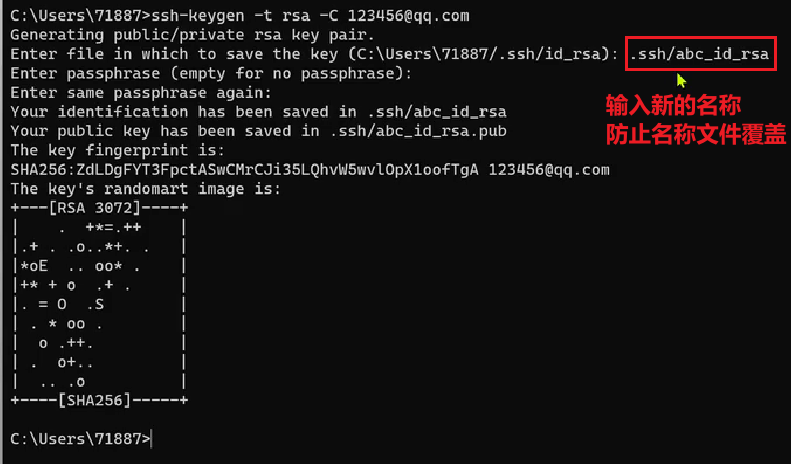 C:\Users\71887>ssh-keygen -t rsa -C 123456@qq.com
Generating public/private rsa key pair.
Enter file in which to save the key (C:\Users\71887/.ssh/id_rsa): .ssh/abc_id_rsa
Enter passphrase (empty for no passphrase):
Enter same passphrase again:
Your identification has been saved in .ssh/abc_id_rsa
Your public key has been saved in .ssh/abc_id_rsa.pub
The key fingerprint is:
SHA256:ZdLDgFYT3FpctASwCMrCJi35LQhvW5wvlOpX1oofTgA 123456@qq.com
The key's randomart image is:
+---[RSA 3072]----+
|    .  +*=.++    |
|.+ . .o..*+. .   |
|*oE  .. oo* .    |
|+* + o  .+ .     |
|. = O  .S        |
| . * oo .        |
|  o .++.         |
| .  o+..         |
|  .. .o          |
+----[SHA256]-----+
C:\Users\71887>
输入新的名称
防止名称文件覆盖